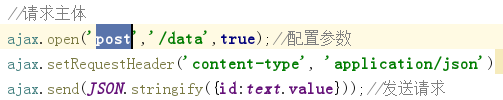 //请求主体
ajax.open('post','/data',true);//配置参数
ajax.setRequestHeader('content-type', 'application/json')
ajax.send(JSON.stringify({id:text.value}));//发送请求